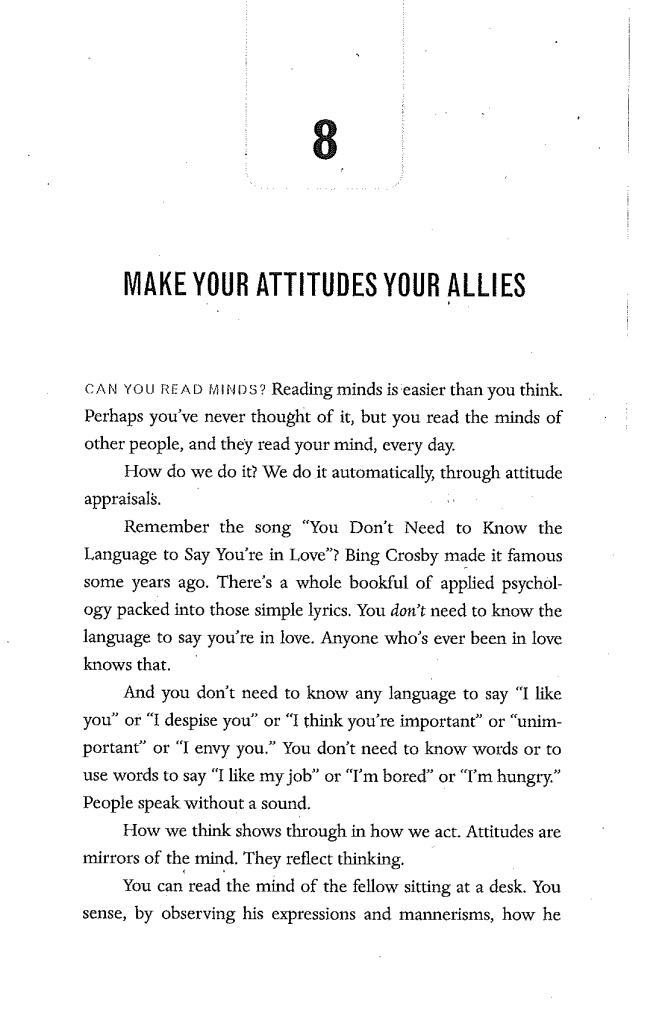 8
MAKE YOUR ATTITUDES YOUR ALLIES
CAN YOU READ MINDS? Reading minds is easier than you think.
Perhaps you've never thought of it, but you read the minds of
other people, and they read your mind, every day.
How do we do it? We do it automatically, through attitude
appraisals.
Remember the song “You Don't Need to Know the
Language to Say You're in Love”? Bing Crosby made it famous
some years ago. There's a whole bookful of applied psychol-
ogy packed into those simple lyrics. You don't need to know the
language to say you're in love. Anyone who's ever been in love
knows that.
And you don't need to know any language to say “I like
you” or “I despise you” or “I think you're important” or “unim-
portant” or “I envy you.” You don't need to know words or to
use words to say “I like my job” or “I'm bored” or “I'm hungry.”
People speak without a sound.
How we think shows through in how we act. Attitudes are
mirrors of the mind. They reflect thinking.
You can read the mind of the fellow sitting at a desk. You
sense, by observing his expressions and mannerisms, how he